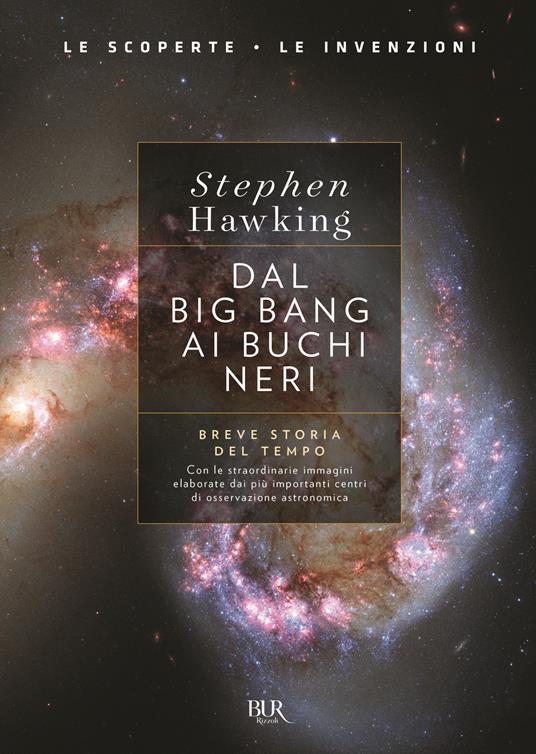 LE SCOPERTE • LE INVENZIONI
Stephen
Hawking
DAL
BIG BANG
AI BUCHI
NERI
BREVE STORIA
DEL TEMPO
Con le straordinarie immagini
elaborate dai più importanti centri
di osservazione astronomica
BUR
Rizzoli